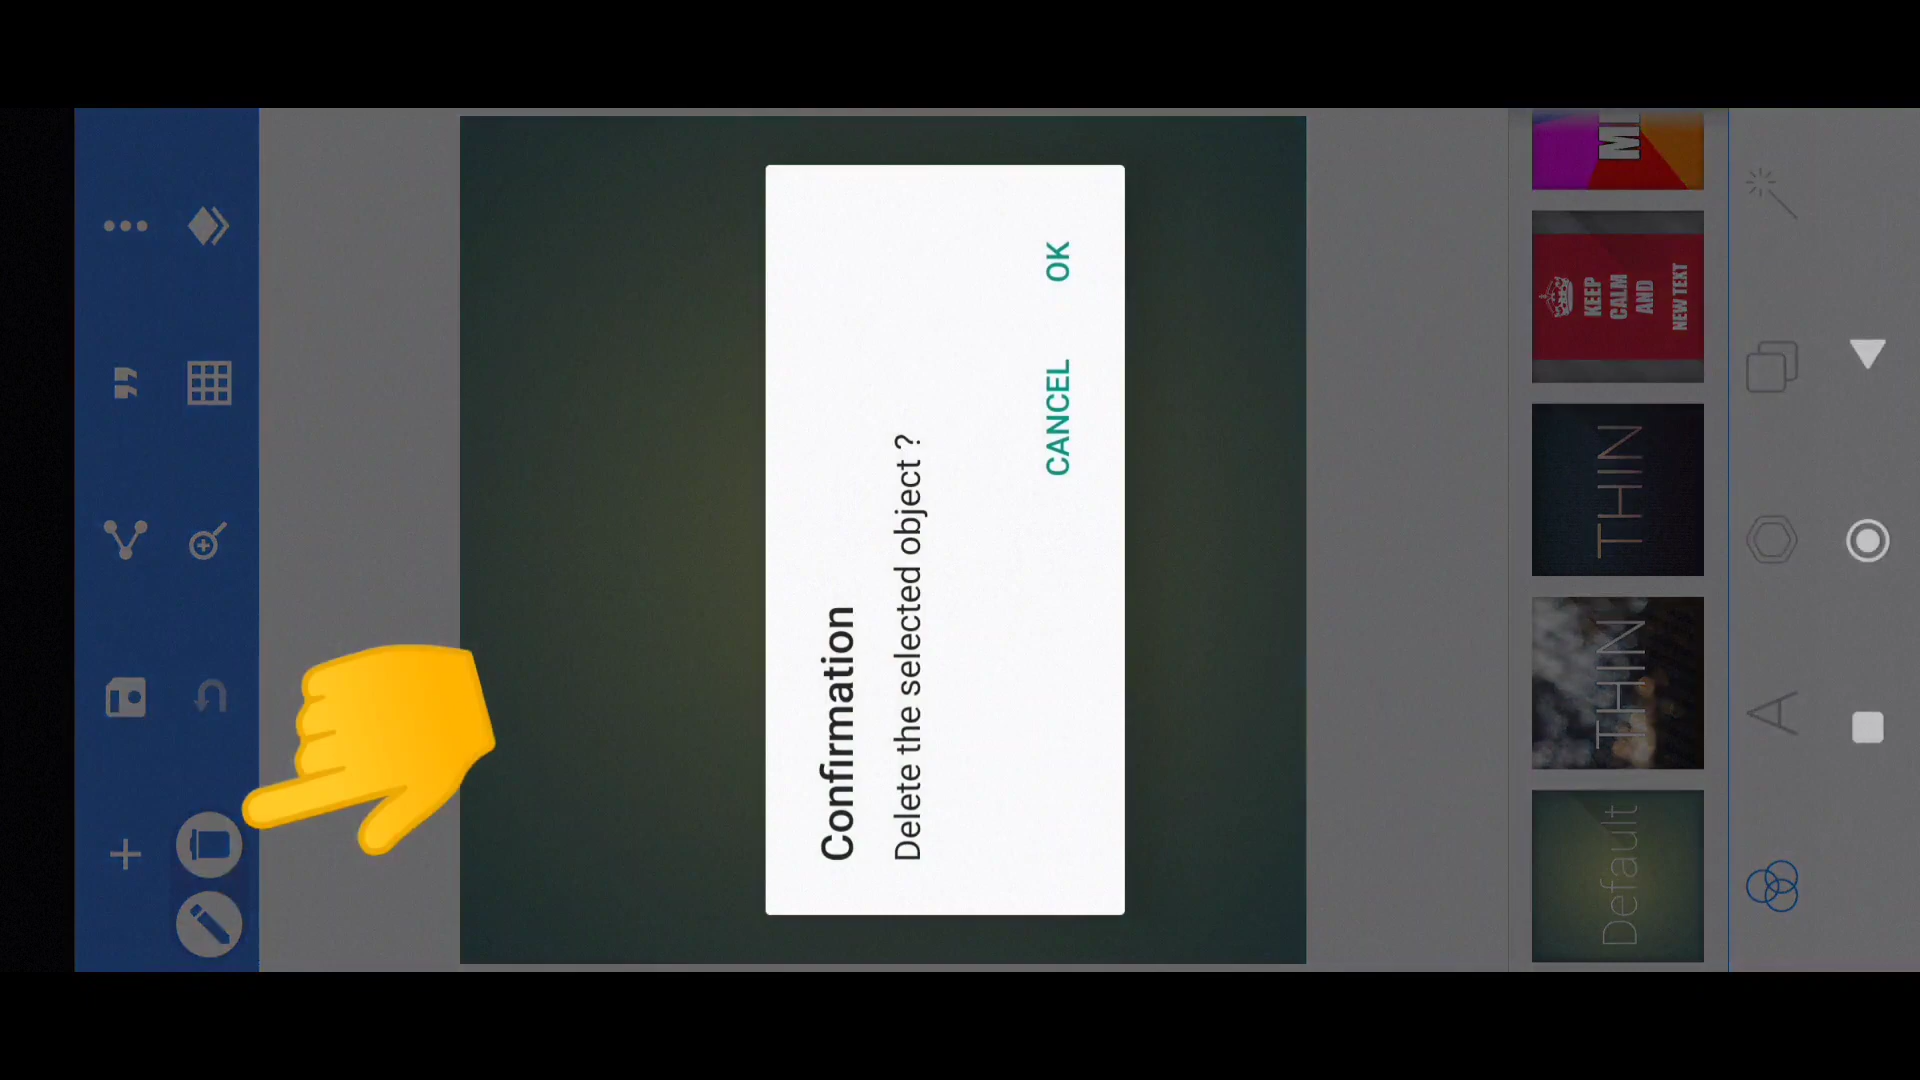 Confirmation
Delete the selected object ?
CANCEL
OK
Default
THIN
THIN
KEEP
CALM
AND
NEW TEXT